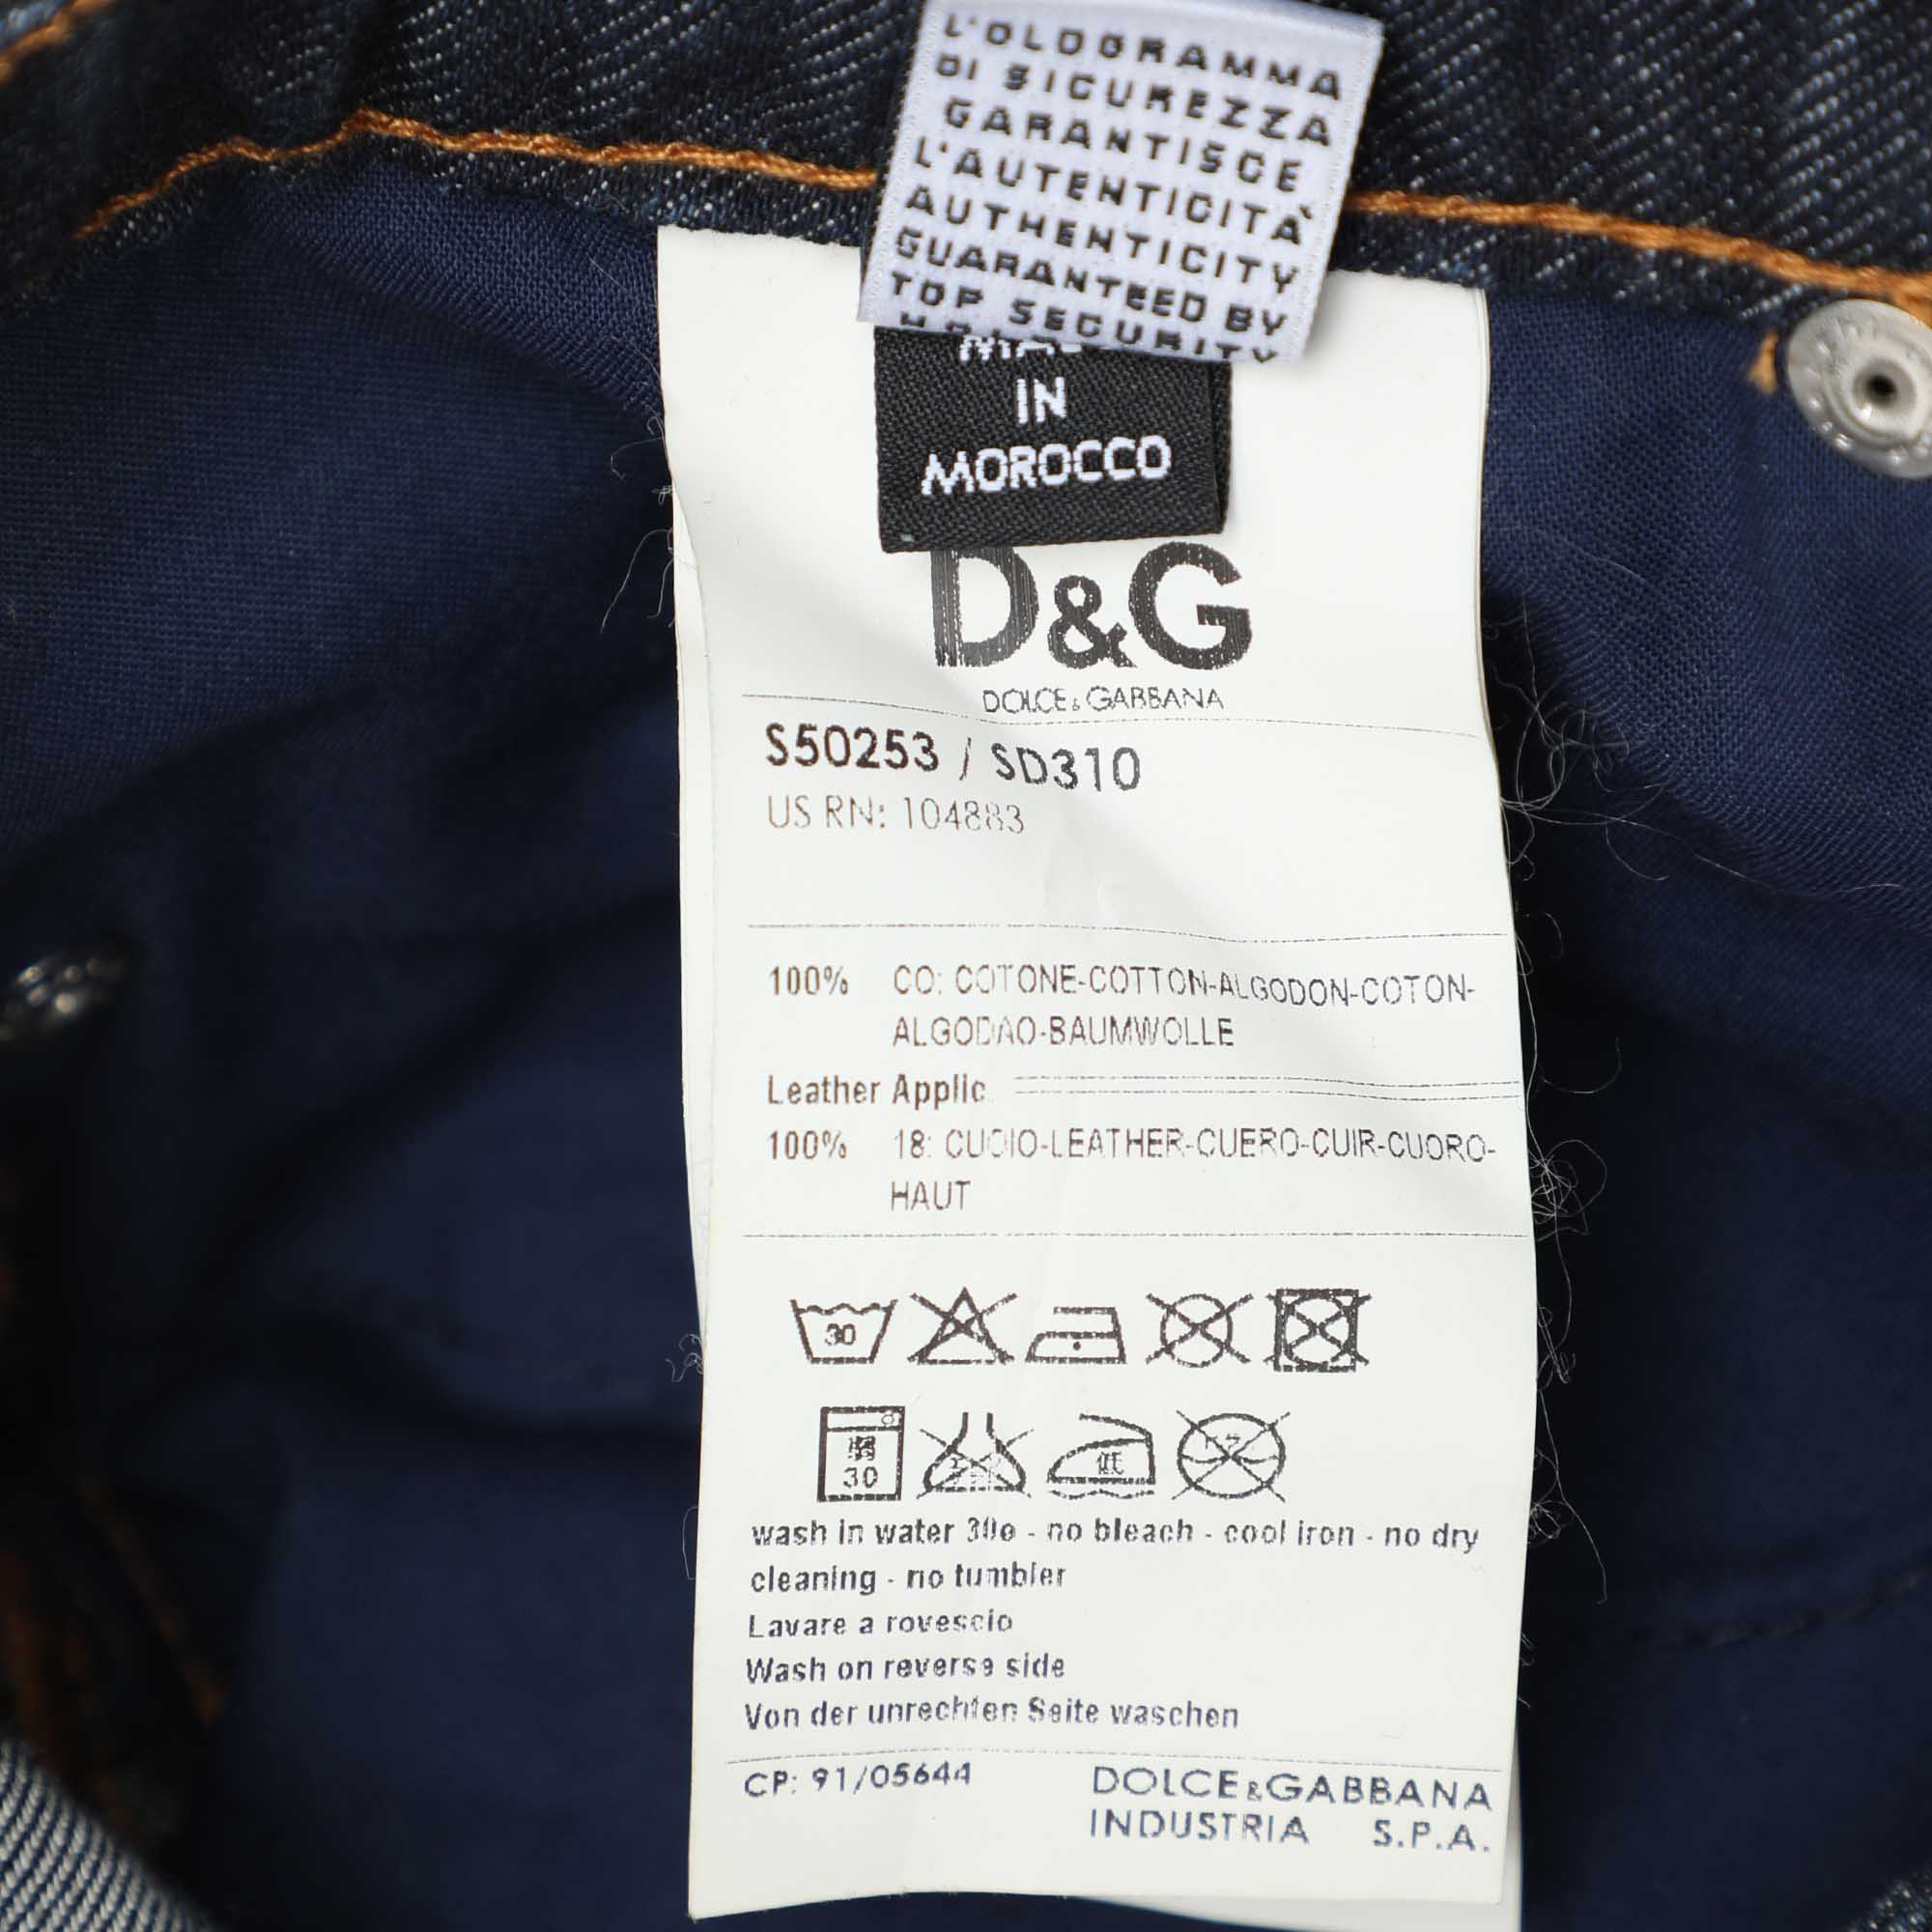 L'OLOGRAMMA
DI SICUREZZA
GARANTISCE
L'AUTENTICITÀ
AUTHENTICITY
GUARANTEED BY
TOP SECURITY
IN
MOROCCO
D&G
DOLCE&GABBANA
S50253 / SD310
US RN: 104883
100% CO: COTONE-COTTON-ALGODON-COTON-
ALGODAO-BAUMWOLLE
Leather Applic
100% 18: CUOIO-LEATHER-CUERO-CUIR-CUORO-
HAUT
30
弱
30
低
wash in water 30e - no bleach - cool iron - no dry
cleaning - no tumbler
Lavare a rovescio
Wash on reverse side
Von der unrechten Seite waschen
CP: 91/05644
DOLCE&GABBANA
INDUSTRIA S.P.A.